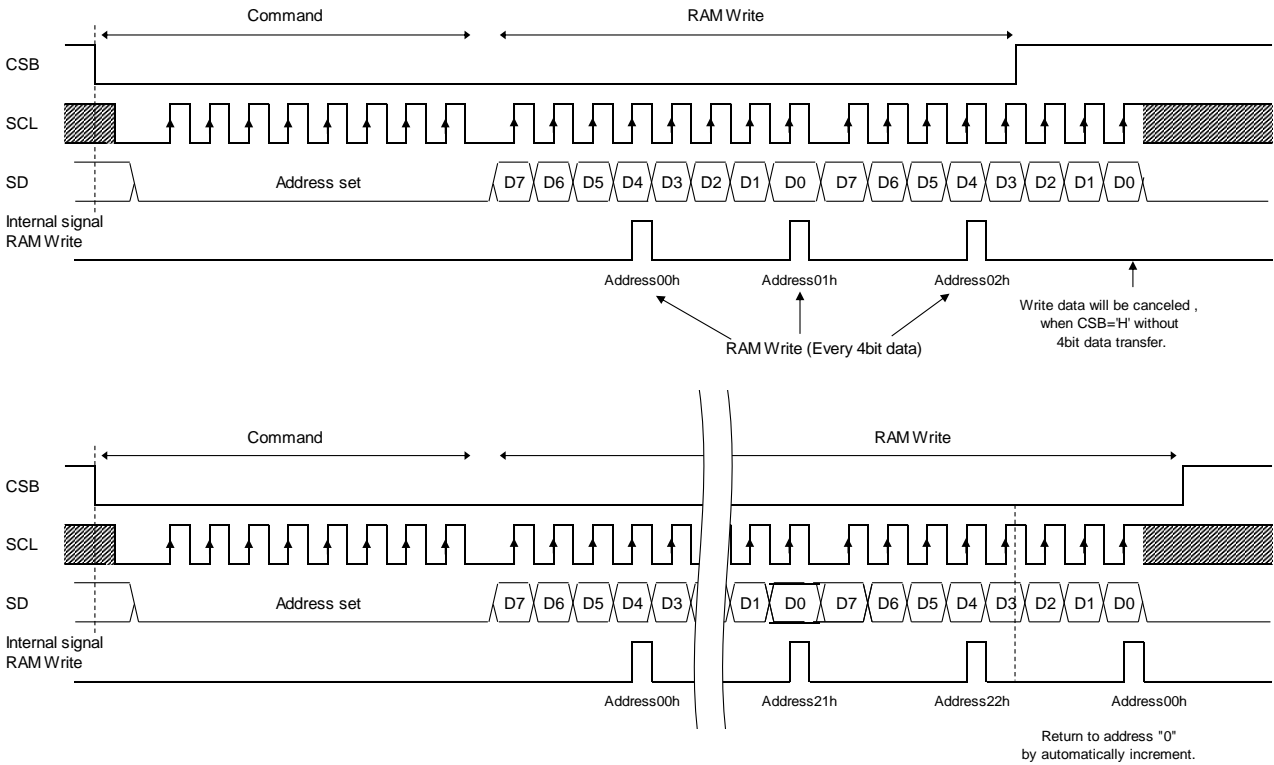 Command RAM Write
CSB
SCL
SD Address set D7 D6 D5 D4 D3 D2 D1 D0 D7 D6 D5 D4 D3 D2 D1 D0
Internal signal
RAM Write
Address00h Address01h Address02h
Write data will be canceled ,
when CSB='H' without
4bit data transfer.
RAM Write (Every 4bit data)
Command RAM Write
CSB
SCL
SD Address set D7 D6 D5 D4 D3 D1 D0 D7 D6 D5 D4 D3 D2 D1 D0
Internal signal
RAM Write
Address00h Address21h Address22h Address00h
Return to address "0"
by automatically increment.